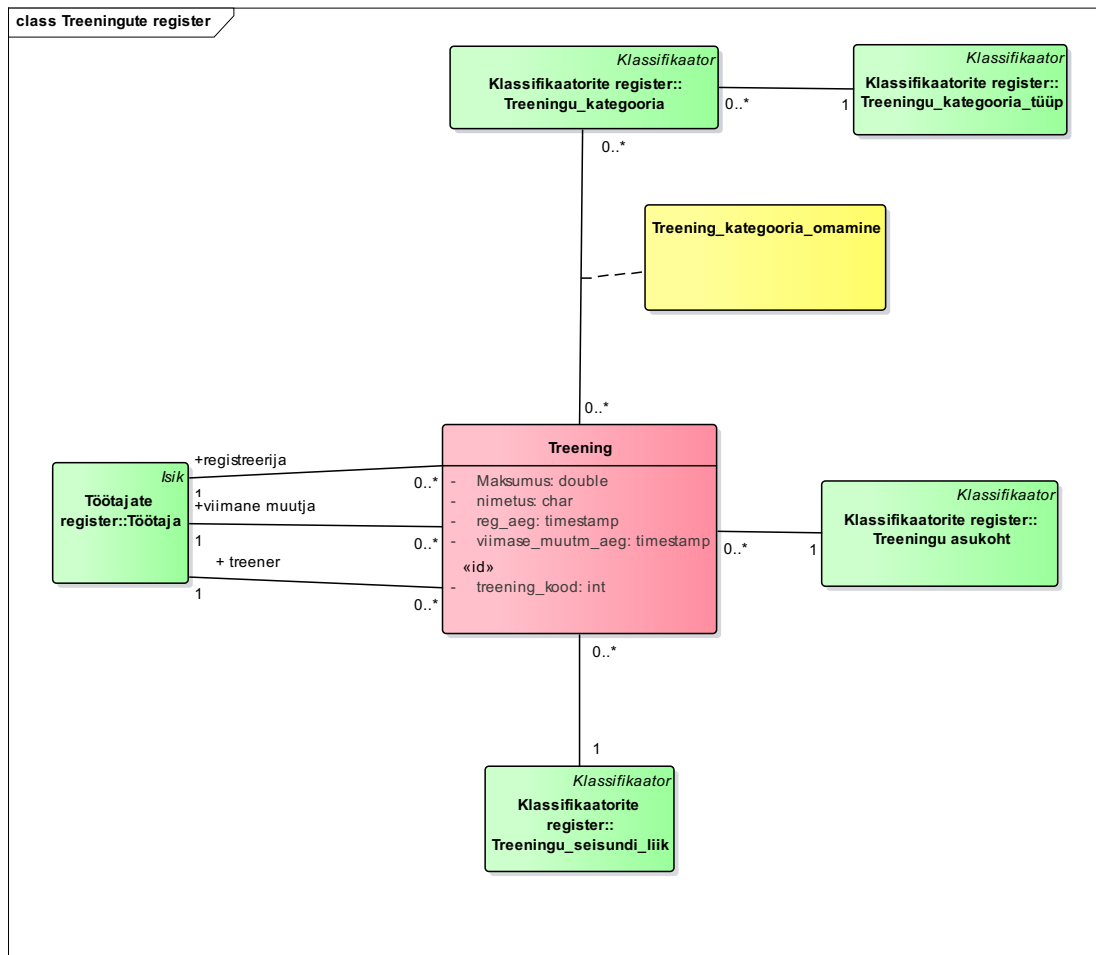 class Treeningute register
Klassifikaator
Klassifikaatorite register::
Treeningu_kategooria
Klassifikaator
Klassifikaatorite register::
Treeningu_kategooria_tüüp
0..*
1
0..*
Treening_kategooria_omamine
0..*
Treening
- Maksumus: double
- nimetus: char
- reg_aeg: timestamp
- viimase_muutm_aeg: timestamp
«id»
- treening_kood: int
Isik
Töötajate
register::Töötaja
+registreerija
1
0..*
+viimane muutja
1
0..*
+ treener
1
0..*
Klassifikaator
Klassifikaatorite register::
Treeningu asukoht
0..*
1
0..*
1
Klassifikaator
Klassifikaatorite
register::
Treeningu_seisundi_liik